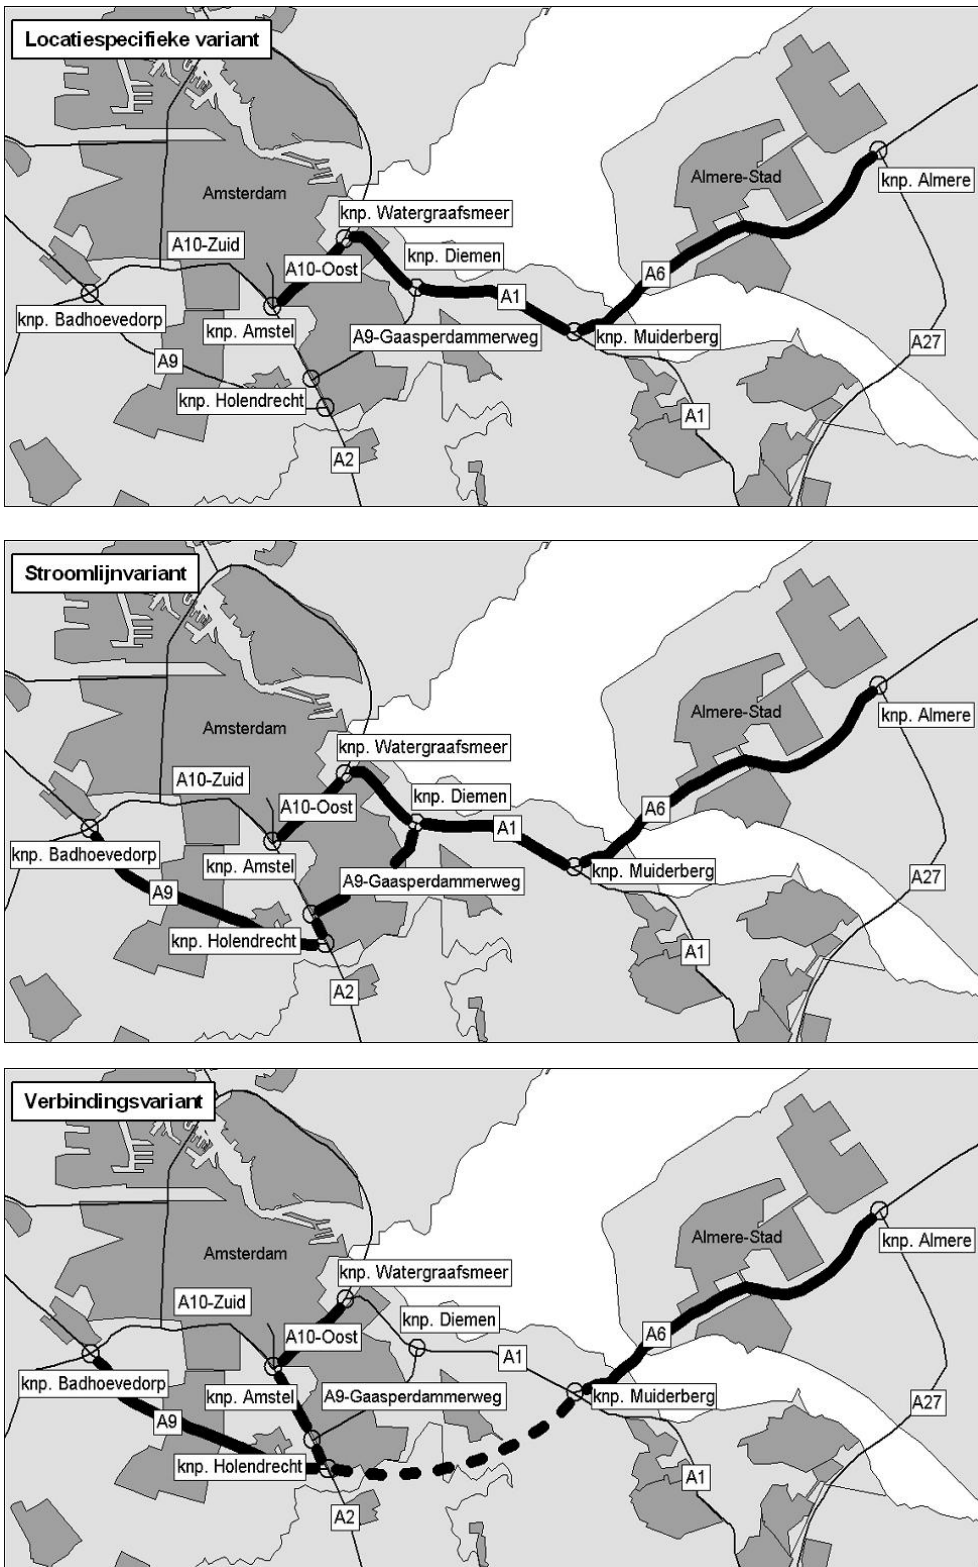 Locatiespecifieke variant
Almere-Stad
knp. Almere
Amsterdam
knp. Watergraafsmeer
A10-Zuid
knp. Diemen
A10-Oost
A6
A1
knp. Badhoevedorp
knp. Amstel
A9-Gaasperdammerweg
knp. Muiderberg
A27
A9
knp. Holendrecht
A1
A2
Stroomlijnvariant
Almere-Stad
knp. Almere
Amsterdam
knp. Watergraafsmeer
A10-Zuid
knp. Diemen
A10-Oost
A6
A1
knp. Badhoevedorp
knp. Amstel
knp. Muiderberg
A9-Gaasperdammerweg
A27
A9
knp. Holendrecht
A1
A2
Verbindingsvariant
Almere-Stad
knp. Almere
Amsterdam
knp. Watergraafsmeer
A10-Zuid
knp. Diemen
A10-Oost
A6
A1
knp. Badhoevedorp
knp. Amstel
A9-Gaasperdammerweg
knp. Muiderberg
A27
A9
knp. Holendrecht
A1
A2